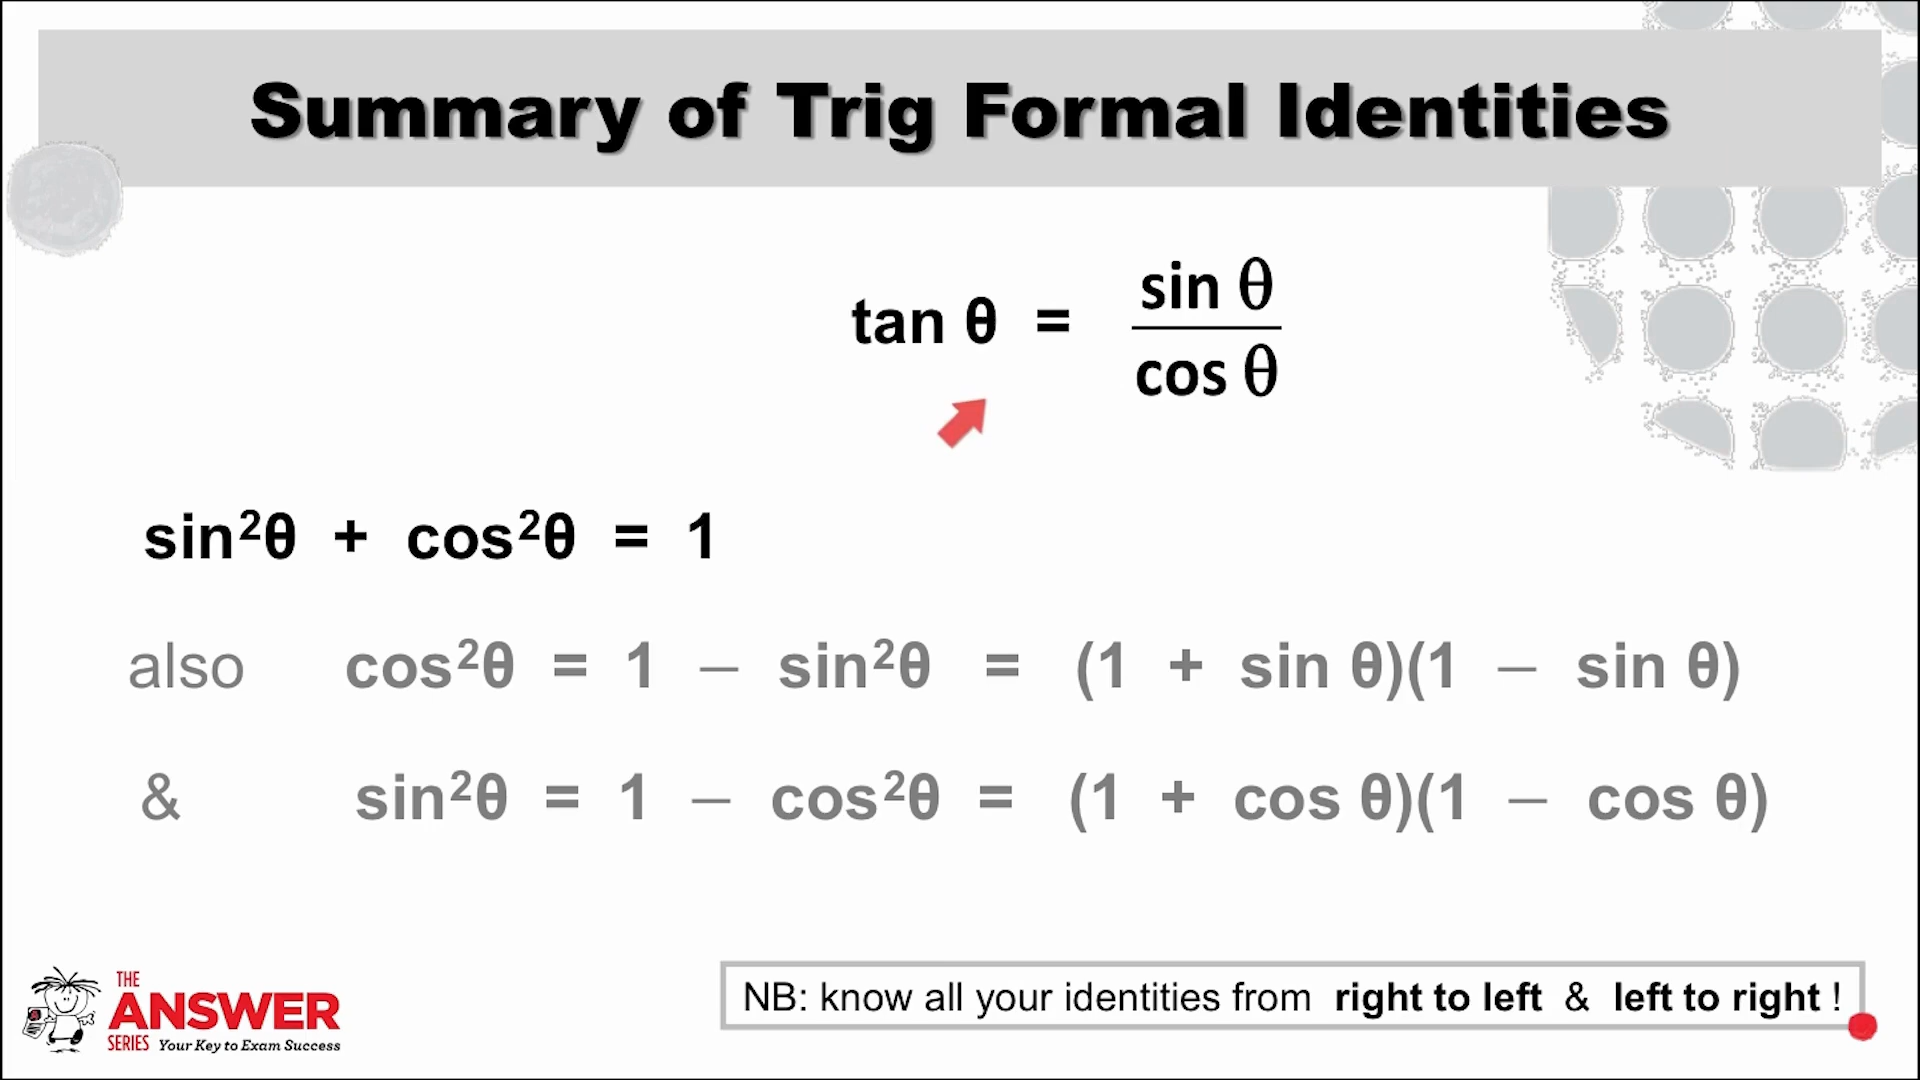 Summary of Trig Formal Identities
tan θ = sin θ / cos θ
sin²θ + cos²θ = 1
also cos²θ = 1 – sin²θ = (1 + sin θ)(1 – sin θ)
& sin²θ = 1 – cos²θ = (1 + cos θ)(1 – cos θ)
NB: know all your identities from right to left & left to right !
THE
ANSWER
SERIES Your Key to Exam Success